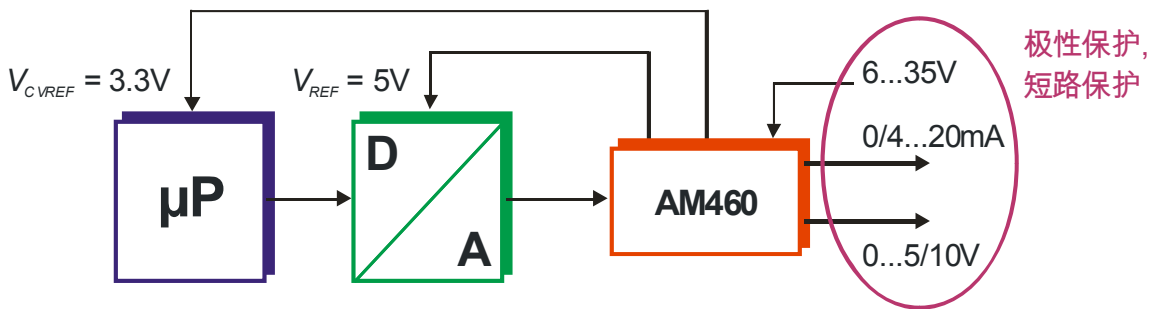 极性保护,
短路保护
V_CVREF = 3.3V
V_REF = 5V
6...35V
0/4...20mA
0...5/10V
µP
D
A
AM460